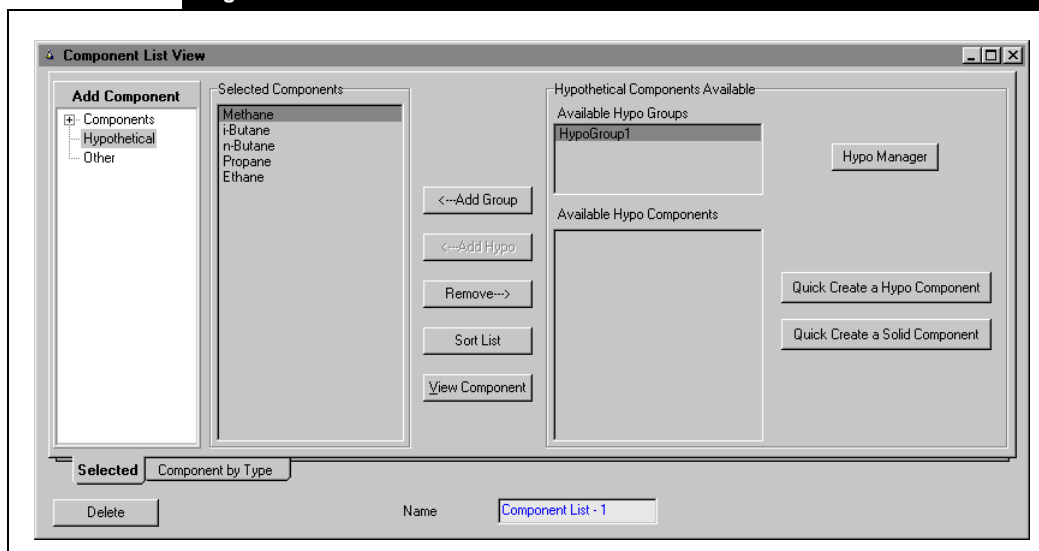 Component List View
Add Component
Components
Hypothetical
Other
Selected Components
Methane
i-Butane
n-Butane
Propane
Ethane
<---Add Group
<---Add Hypo
Remove--->
Sort List
View Component
Hypothetical Components Available
Available Hypo Groups
HypoGroup1
Hypo Manager
Available Hypo Components
Quick Create a Hypo Component
Quick Create a Solid Component
Selected
Component by Type
Delete
Name
Component List - 1